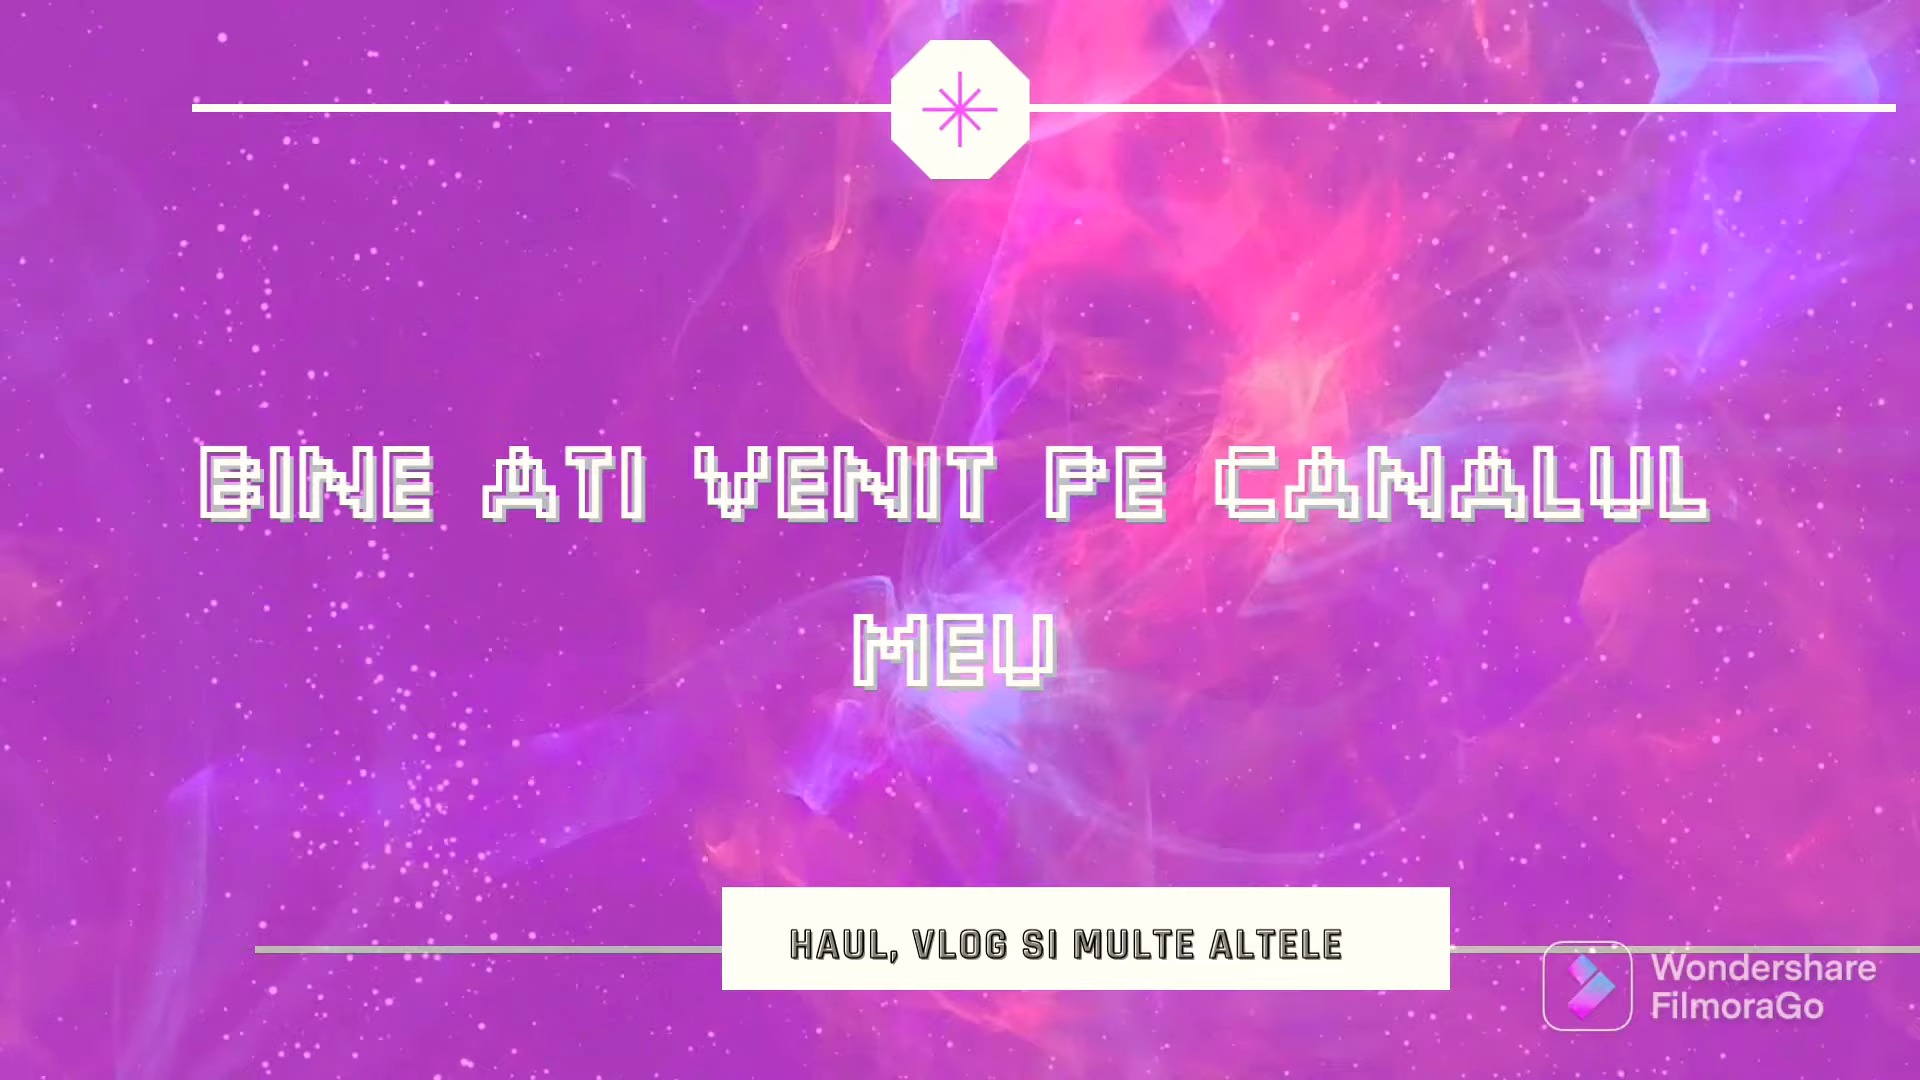 BINE ATI VENIT PE CANALUL
MEU
HAUL, VLOG SI MULTE ALTELE
Wondershare
FilmoraGo